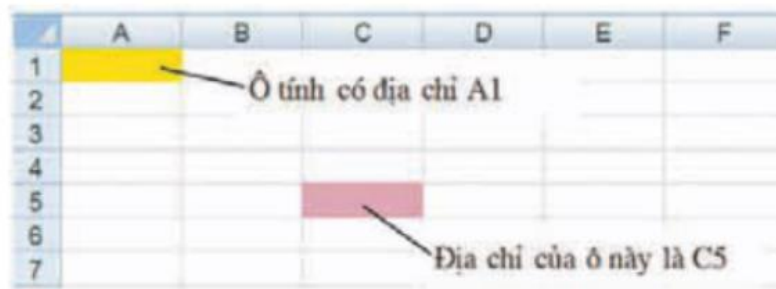 A B C D E F
1
Ô tính có địa chỉ A1
2
3
4
5
6
Địa chỉ của ô này là C5
7